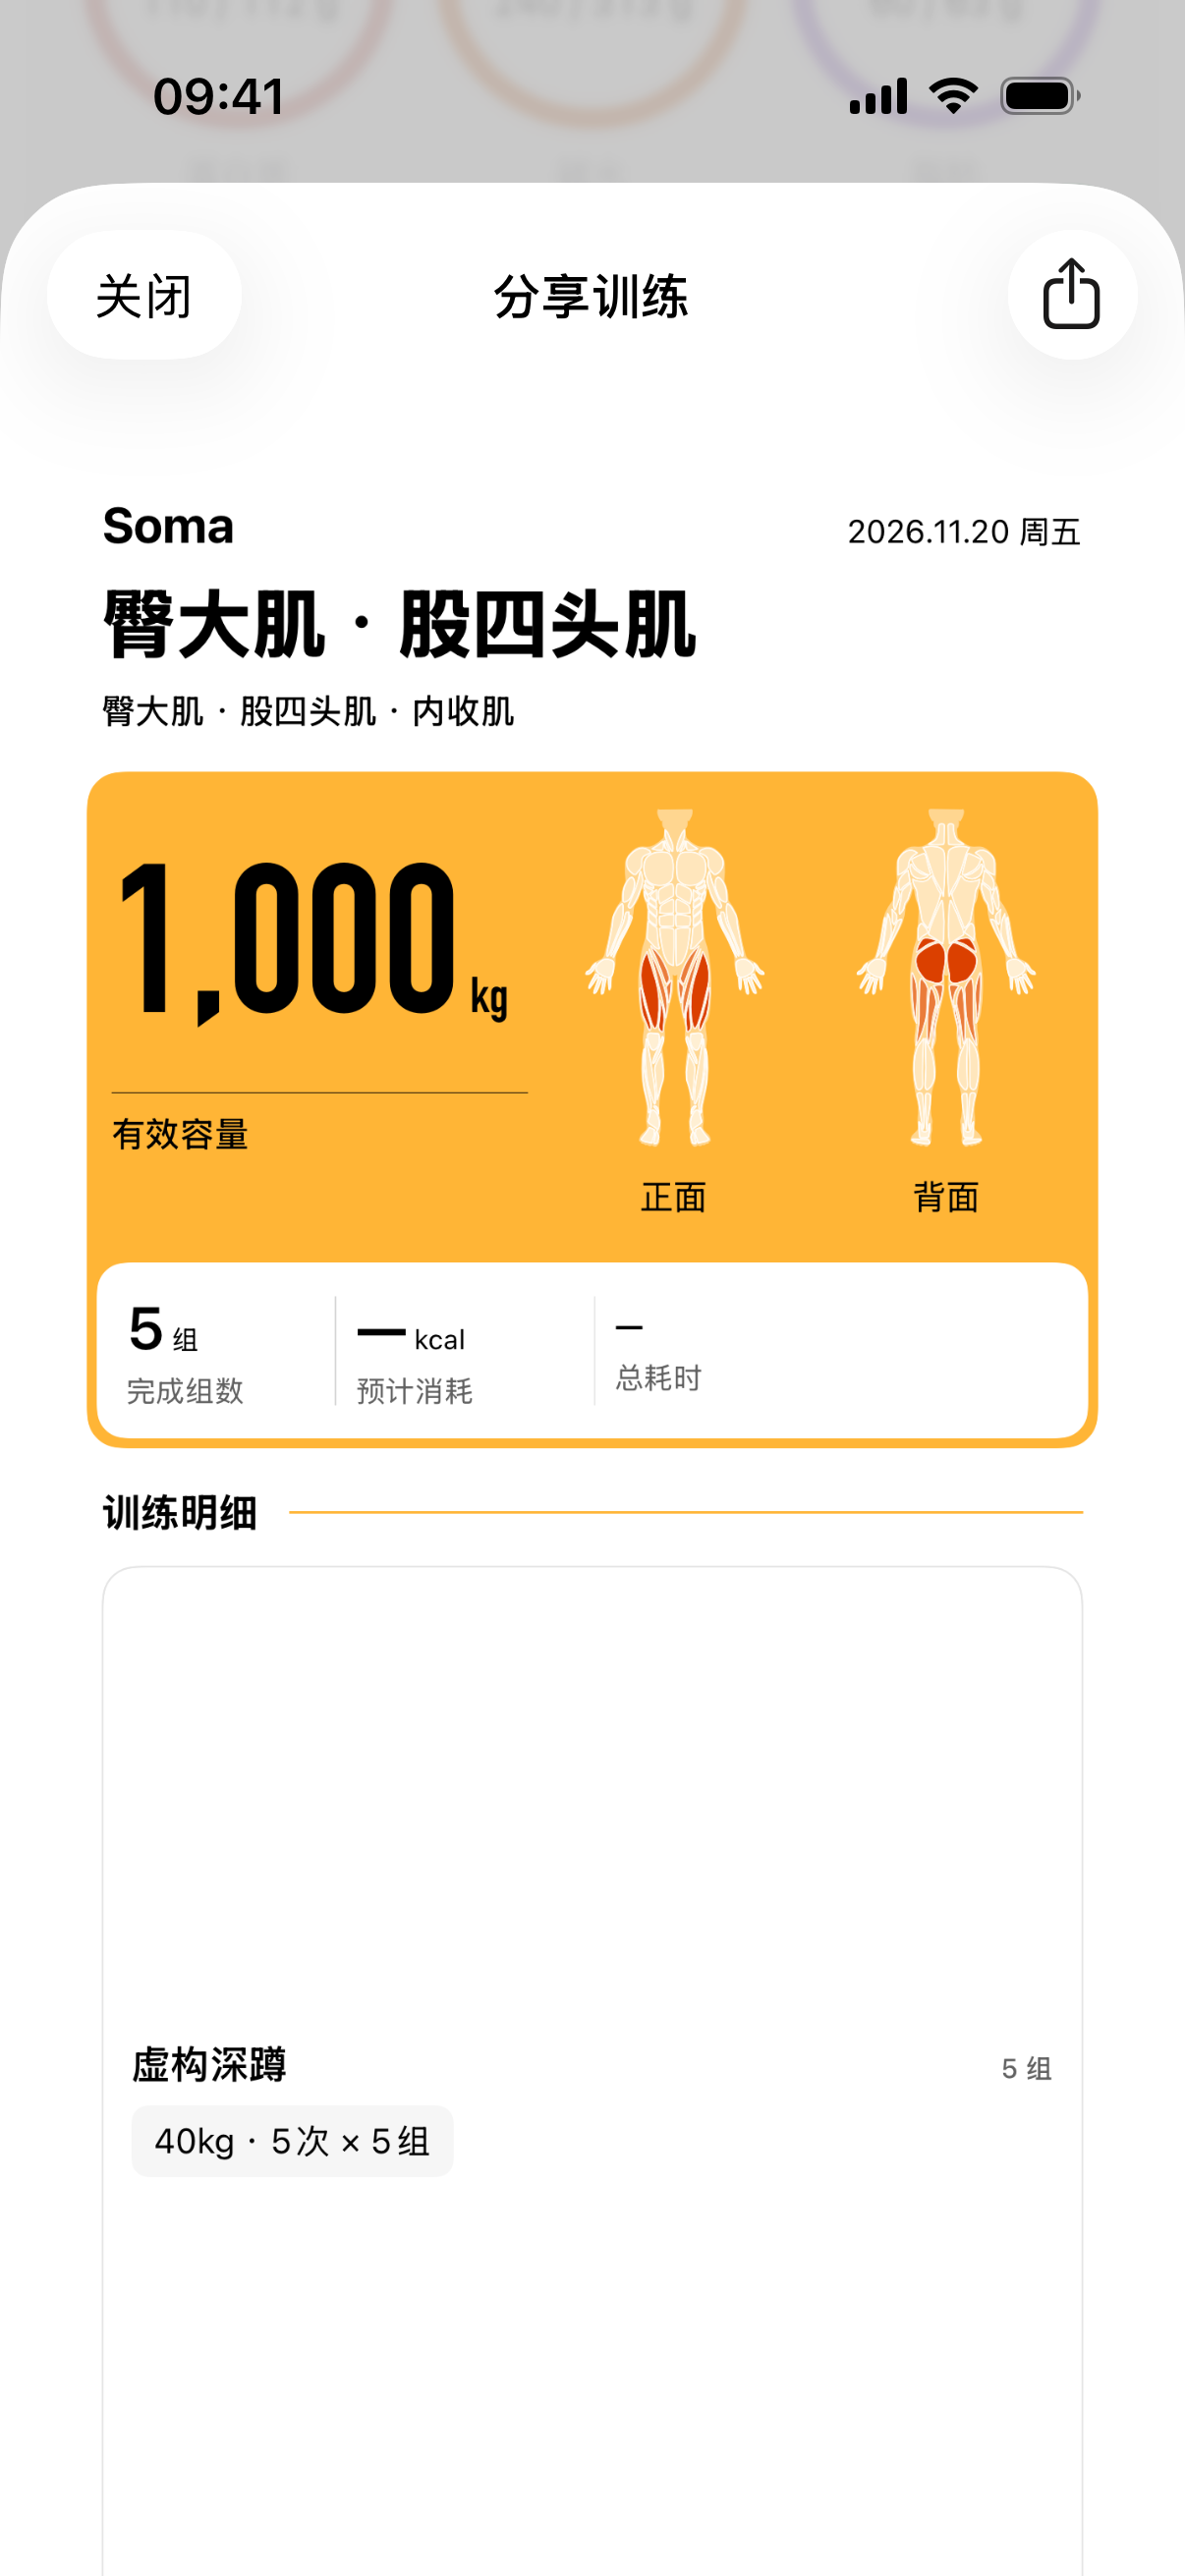 09:41
关闭
分享训练
Soma
2026.11.20 周五
臀大肌 · 股四头肌
臀大肌 · 股四头肌 · 内收肌
1,000 kg
有效容量
正面
背面
5 组
完成组数
— kcal
预计消耗
–
总耗时
训练明细
虚构深蹲
5 组
40kg · 5次 × 5组